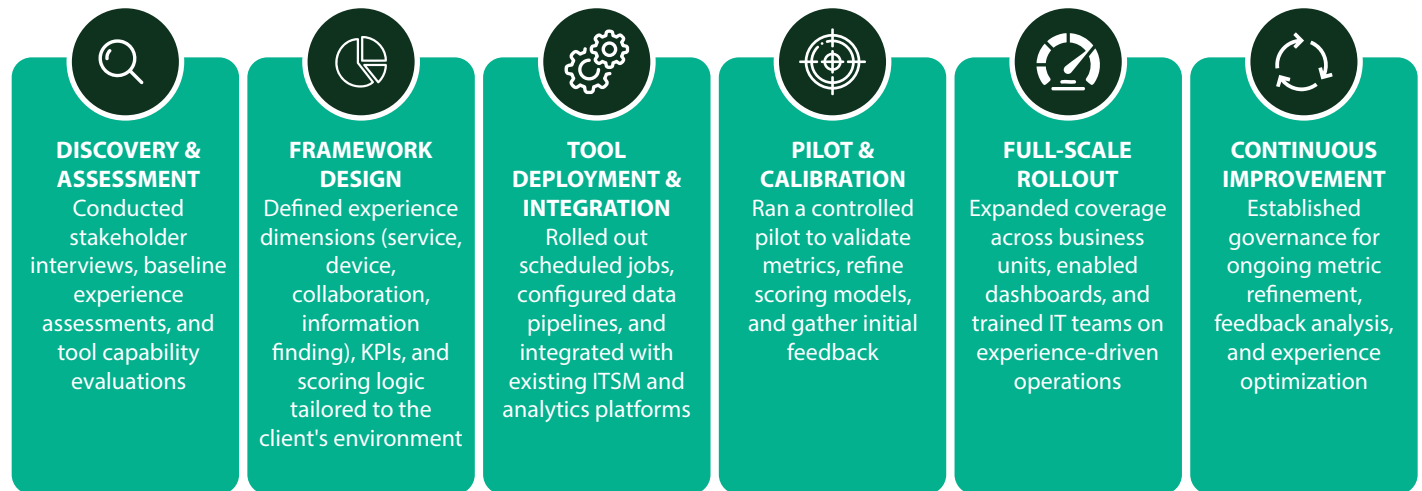 DISCOVERY &
ASSESSMENT
Conducted
stakeholder
interviews, baseline
experience
assessments, and
tool capability
evaluations
FRAMEWORK
DESIGN
Defined experience
dimensions (service,
device,
collaboration,
information
finding), KPIs, and
scoring logic
tailored to the
client's environment
TOOL
DEPLOYMENT &
INTEGRATION
Rolled out
scheduled jobs,
configured data
pipelines, and
integrated with
existing ITSM and
analytics platforms
PILOT &
CALIBRATION
Ran a controlled
pilot to validate
metrics, refine
scoring models,
and gather initial
feedback
FULL-SCALE
ROLLOUT
Expanded coverage
across business
units, enabled
dashboards, and
trained IT teams on
experience-driven
operations
CONTINUOUS
IMPROVEMENT
Established
governance for
ongoing metric
refinement,
feedback analysis,
and experience
optimization